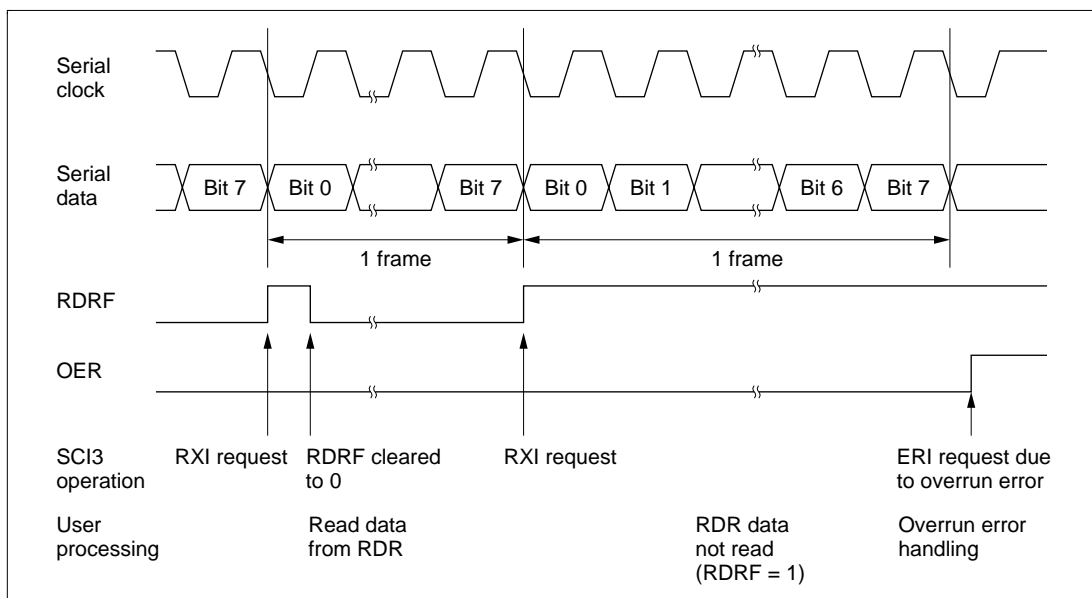 Serial
clock
Serial
data
Bit 7
Bit 0
Bit 7
Bit 0
Bit 1
Bit 6
Bit 7
1 frame
1 frame
RDRF
OER
SCI3
operation
RXI request
RDRF cleared
to 0
RXI request
ERI request due
to overrun error
User
processing
Read data
from RDR
RDR data
not read
(RDRF = 1)
Overrun error
handling